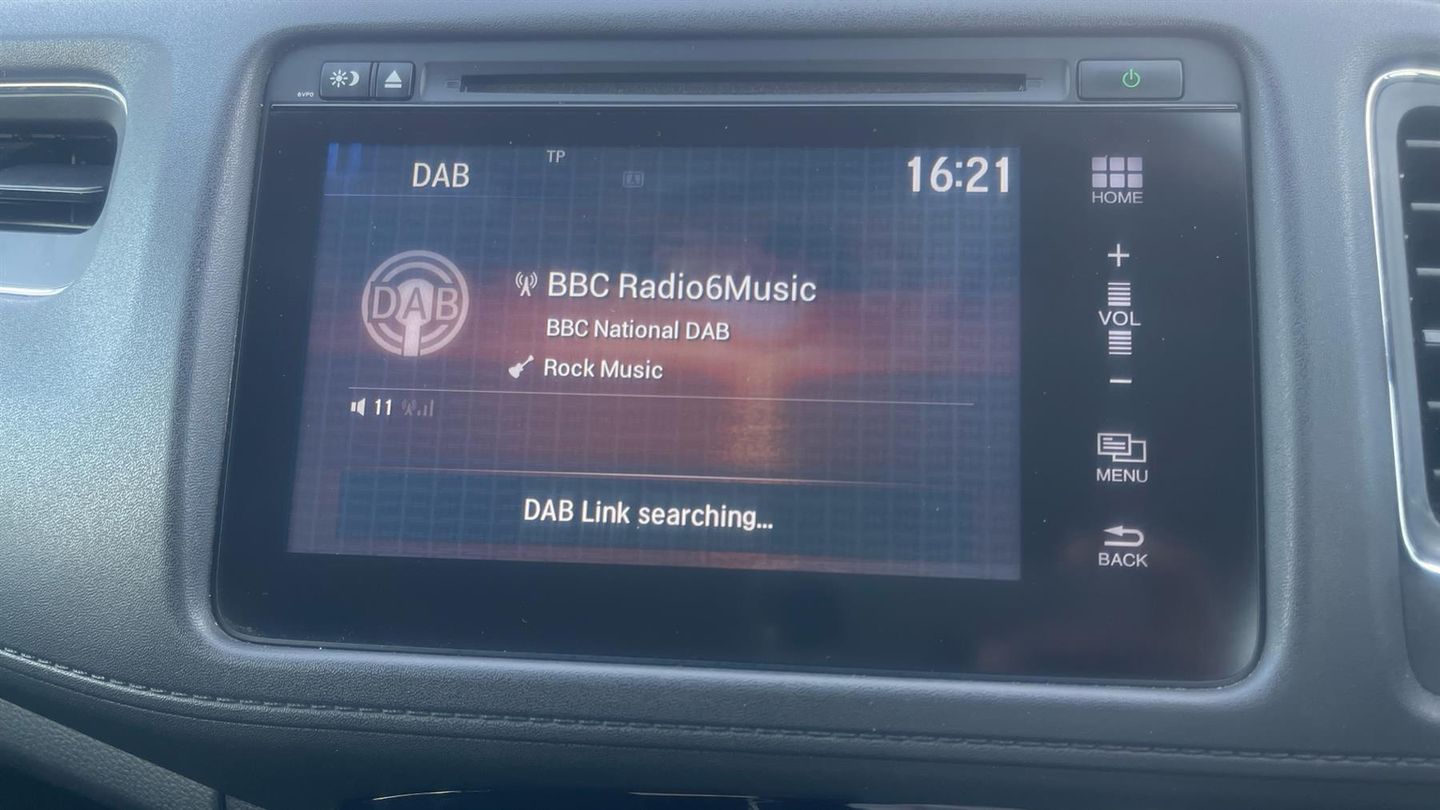 6VP0
DAB
TP
16:21
HOME
DAB
BBC Radio6Music
BBC National DAB
Rock Music
VOL
11
MENU
DAB Link searching...
BACK